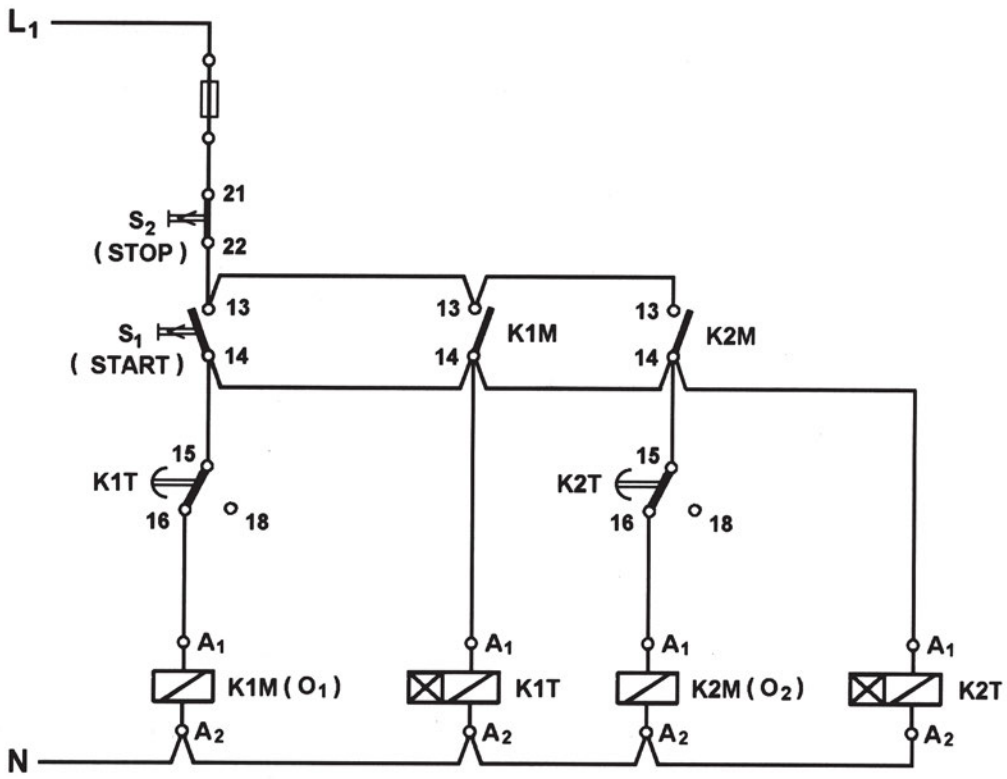 L1
21
S2
(STOP)
22
13
S1
(START)
14
13
K1M
14
13
K2M
14
15
K1T
16
18
15
K2T
16
18
A1
K1M(O1)
A2
A1
K1T
A2
A1
K2M(O2)
A2
A1
K2T
A2
N